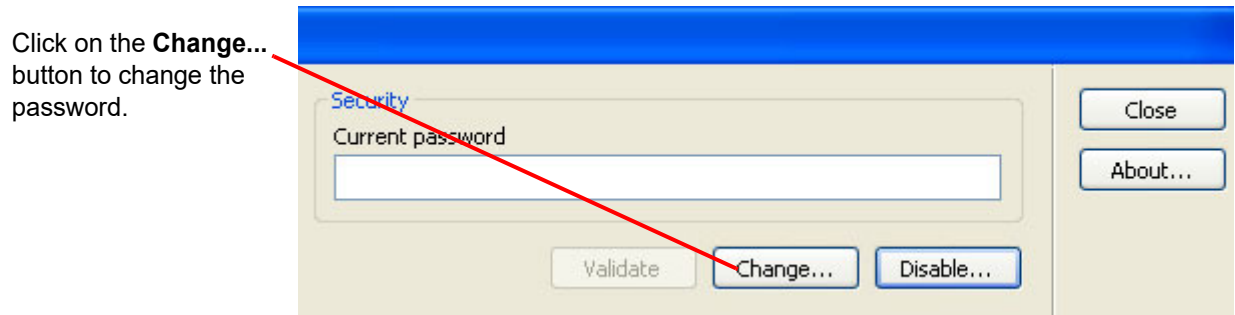 Click on the Change...
button to change the
password.
Security
Current password
Validate
Change...
Disable...
Close
About...